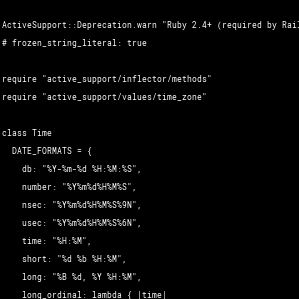 ActiveSupport::Deprecation.warn "Ruby 2.4+ (required by Rai
# frozen_string_literal: true
require "active_support/inflector/methods"
require "active_support/values/time_zone"
class Time
DATE_FORMATS = {
db: "%Y-%m-%d %H:%M:%S",
number: "%Y%m%d%H%M%S",
nsec: "%Y%m%d%H%M%S%9N",
usec: "%Y%m%d%H%M%S%6N",
time: "%H:%M",
short: "%d %b %H:%M",
long: "%B %d, %Y %H:%M",
long_ordinal: lambda { |time|